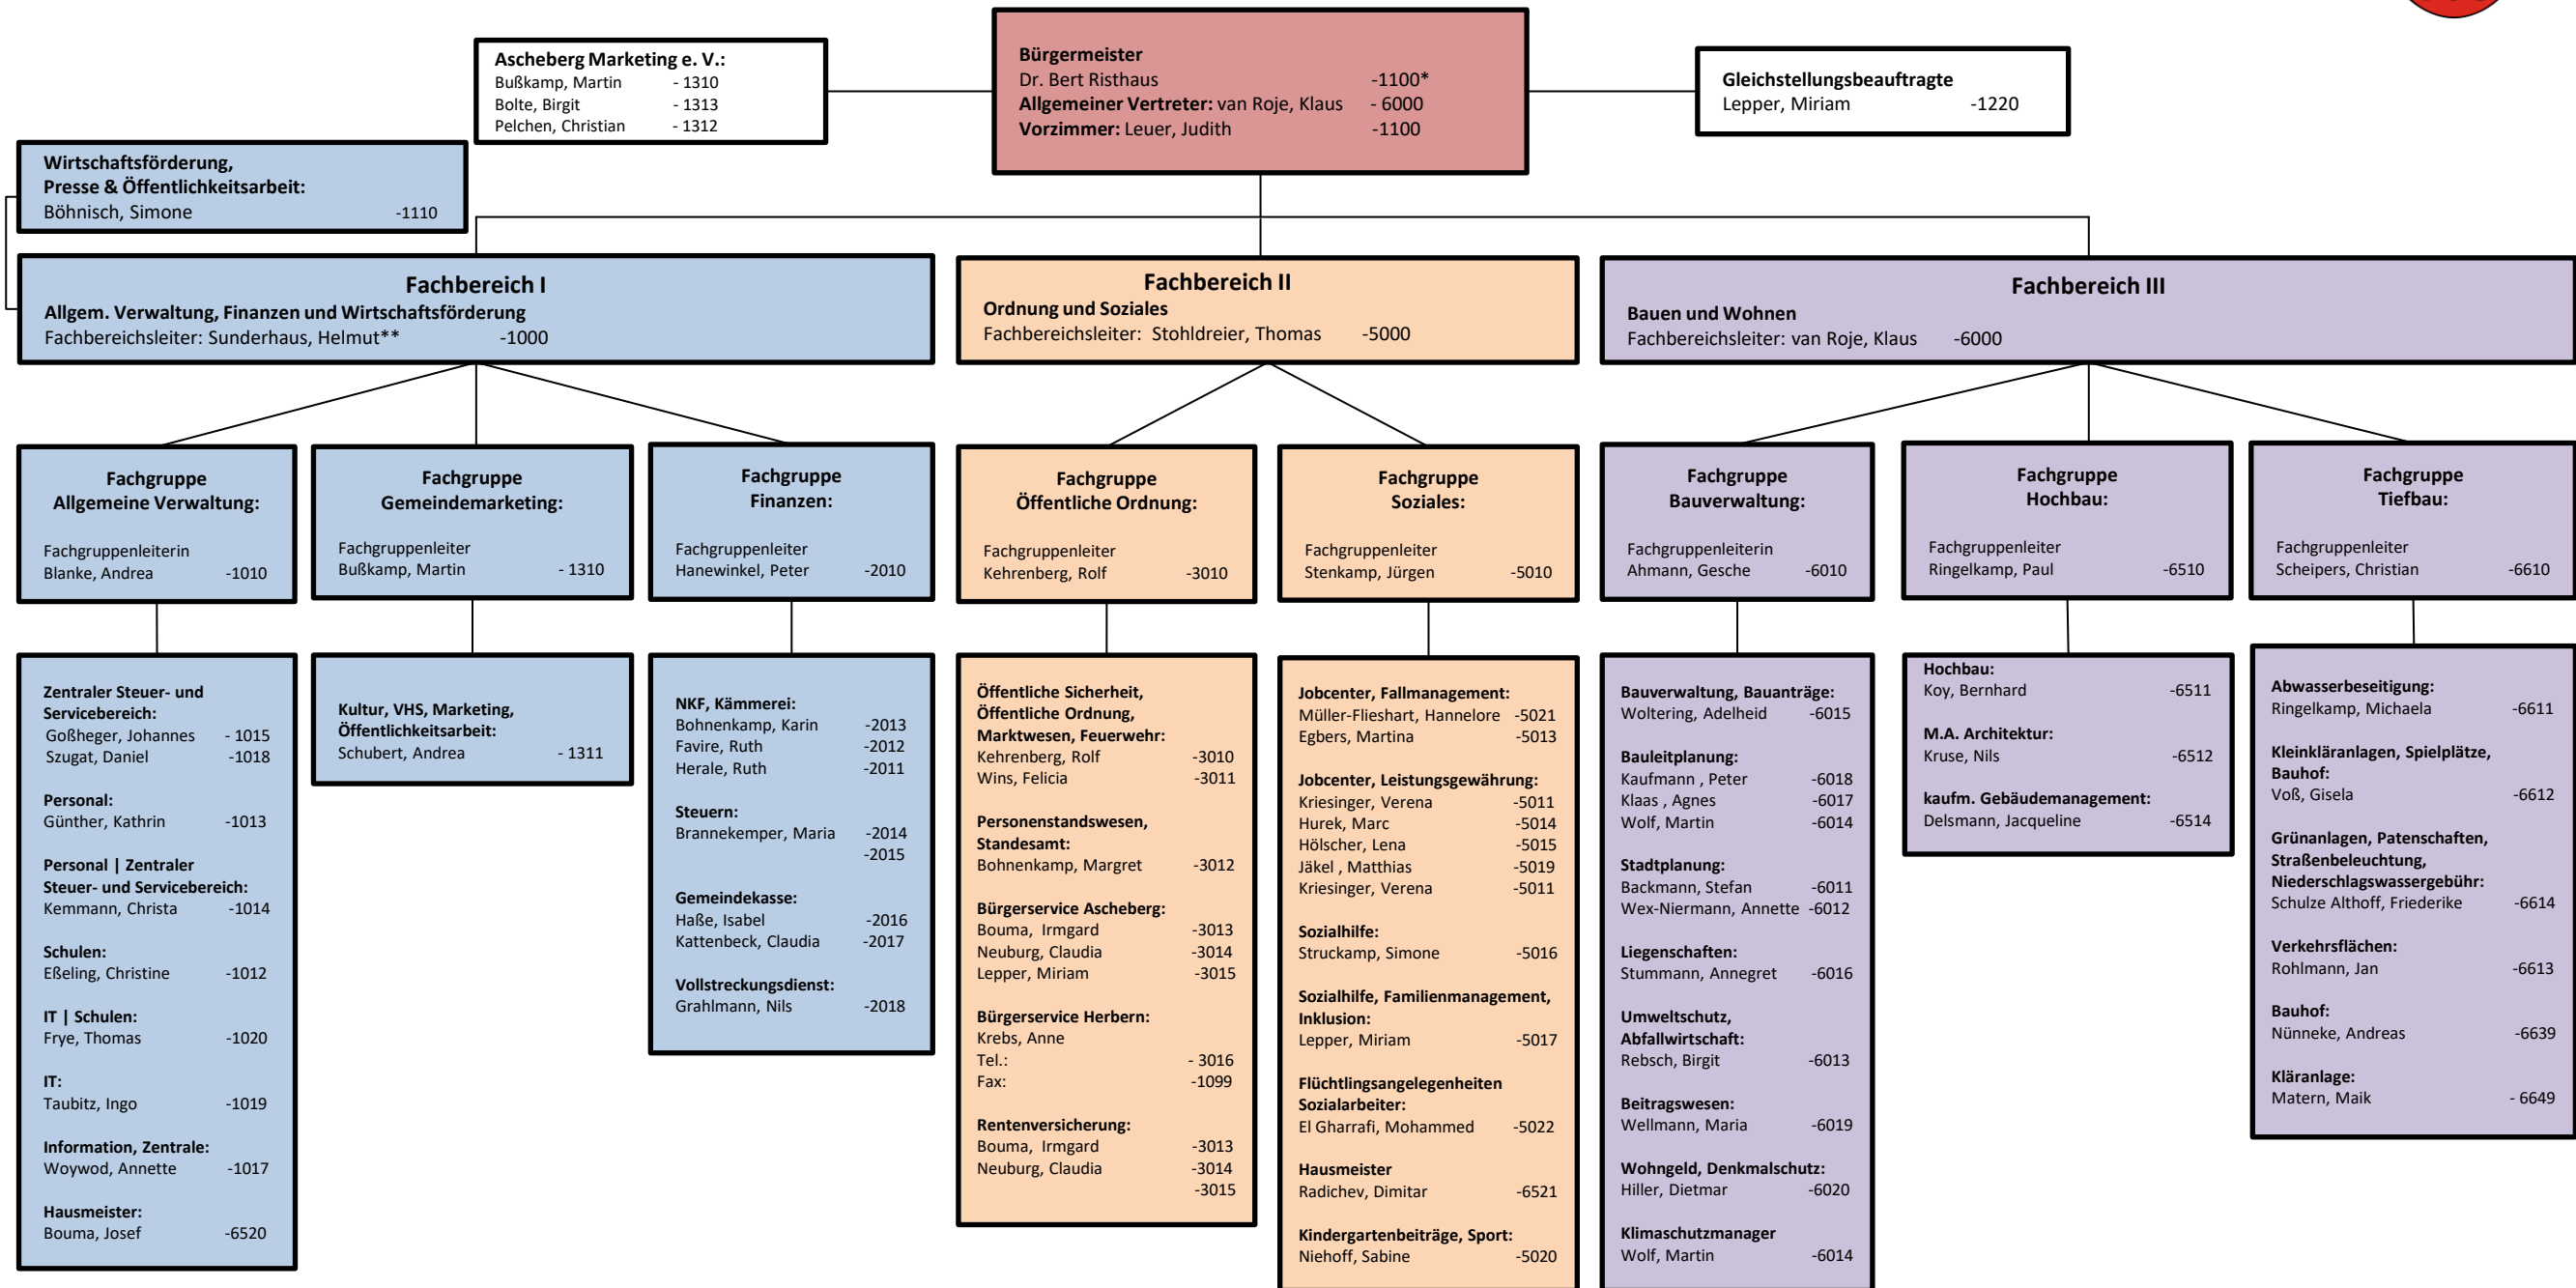 Ascheberg Marketing e. V.:
Bußkamp, Martin - 1310
Bolte, Birgit - 1313
Pelchen, Christian - 1312
Bürgermeister
Dr. Bert Risthaus -1100*
Allgemeiner Vertreter: van Roje, Klaus - 6000
Vorzimmer: Leuer, Judith -1100
Gleichstellungsbeauftragte
Lepper, Miriam -1220
Wirtschaftsförderung,
Presse & Öffentlichkeitsarbeit:
Böhnisch, Simone -1110
Fachbereich I
Allgem. Verwaltung, Finanzen und Wirtschaftsförderung
Fachbereichsleiter: Sunderhaus, Helmut** -1000
Fachbereich II
Ordnung und Soziales
Fachbereichsleiter: Stohldreier, Thomas -5000
Fachbereich III
Bauen und Wohnen
Fachbereichsleiter: van Roje, Klaus -6000
Fachgruppe
Allgemeine Verwaltung:
Fachgruppenleiterin
Blanke, Andrea -1010
Fachgruppe
Gemeindemarketing:
Fachgruppenleiter
Bußkamp, Martin - 1310
Fachgruppe
Finanzen:
Fachgruppenleiter
Hanewinkel, Peter -2010
Fachgruppe
Öffentliche Ordnung:
Fachgruppenleiter
Kehrenberg, Rolf -3010
Fachgruppe
Soziales:
Fachgruppenleiter
Stenkamp, Jürgen -5010
Fachgruppe
Bauverwaltung:
Fachgruppenleiterin
Ahmann, Gesche -6010
Fachgruppe
Hochbau:
Fachgruppenleiter
Ringelkamp, Paul -6510
Fachgruppe
Tiefbau:
Fachgruppenleiter
Scheipers, Christian -6610
Zentraler Steuer- und
Servicebereich:
Goßheger, Johannes - 1015
Szugat, Daniel -1018
Personal:
Günther, Kathrin -1013
Personal | Zentraler
Steuer- und Servicebereich:
Kemmann, Christa -1014
Schulen:
Eßeling, Christine -1012
IT | Schulen:
Frye, Thomas -1020
IT:
Taubitz, Ingo -1019
Information, Zentrale:
Woywod, Annette -1017
Hausmeister:
Bouma, Josef -6520
Kultur, VHS, Marketing,
Öffentlichkeitsarbeit:
Schubert, Andrea - 1311
NKF, Kämmerei:
Bohnenkamp, Karin -2013
Favire, Ruth -2012
Herale, Ruth -2011
Steuern:
Brannekemper, Maria -2014
-2015
Gemeindekasse:
Haße, Isabel -2016
Kattenbeck, Claudia -2017
Vollstreckungsdienst:
Grahlmann, Nils -2018
Öffentliche Sicherheit,
Öffentliche Ordnung,
Marktwesen, Feuerwehr:
Kehrenberg, Rolf -3010
Wins, Felicia -3011
Personenstandswesen,
Standesamt:
Bohnenkamp, Margret -3012
Bürgerservice Ascheberg:
Bouma, Irmgard -3013
Neuburg, Claudia -3014
Lepper, Miriam -3015
Bürgerservice Herbern:
Krebs, Anne
Tel.: - 3016
Fax: -1099
Rentenversicherung:
Bouma, Irmgard -3013
Neuburg, Claudia -3014
-3015
Jobcenter, Fallmanagement:
Müller-Flieshart, Hannelore -5021
Egbers, Martina -5013
Jobcenter, Leistungsgewährung:
Kriesinger, Verena -5011
Hurek, Marc -5014
Hölscher, Lena -5015
Jäkel , Matthias -5019
Kriesinger, Verena -5011
Sozialhilfe:
Struckamp, Simone -5016
Sozialhilfe, Familienmanagement,
Inklusion:
Lepper, Miriam -5017
Flüchtlingsangelegenheiten
Sozialarbeiter:
El Gharrafi, Mohammed -5022
Hausmeister
Radichev, Dimitar -6521
Kindergartenbeiträge, Sport:
Niehoff, Sabine -5020
Bauverwaltung, Bauanträge:
Woltering, Adelheid -6015
Bauleitplanung:
Kaufmann , Peter -6018
Klaas , Agnes -6017
Wolf, Martin -6014
Stadtplanung:
Backmann, Stefan -6011
Wex-Niermann, Annette -6012
Liegenschaften:
Stummann, Annegret -6016
Umweltschutz,
Abfallwirtschaft:
Rebsch, Birgit -6013
Beitragswesen:
Wellmann, Maria -6019
Wohngeld, Denkmalschutz:
Hiller, Dietmar -6020
Klimaschutzmanager
Wolf, Martin -6014
Hochbau:
Koy, Bernhard -6511
M.A. Architektur:
Kruse, Nils -6512
kaufm. Gebäudemanagement:
Delsmann, Jacqueline -6514
Abwasserbeseitigung:
Ringelkamp, Michaela -6611
Kleinkläranlagen, Spielplätze,
Bauhof:
Voß, Gisela -6612
Grünanlagen, Patenschaften,
Straßenbeleuchtung,
Niederschlagswassergebühr:
Schulze Althoff, Friederike -6614
Verkehrsflächen:
Rohlmann, Jan -6613
Bauhof:
Nünneke, Andreas -6639
Kläranlage:
Matern, Maik - 6649